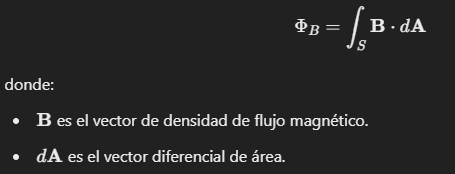 Φ_B = ∫_S B · dA
donde:
• B es el vector de densidad de flujo magnético.
• dA es el vector diferencial de área.